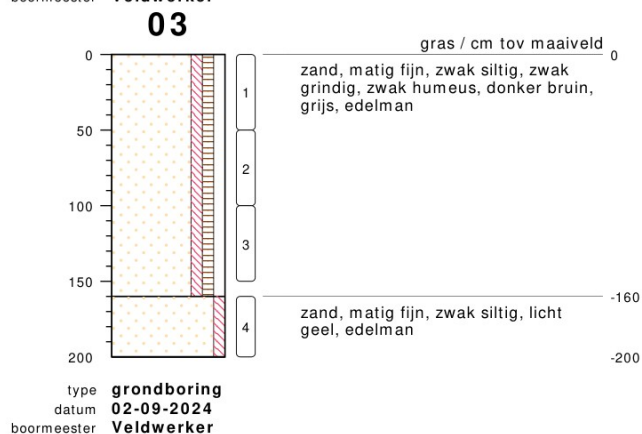 boormeester Veldwerker
03
gras / cm tov maaiveld
0 0
zand, matig fijn, zwak siltig, zwak
grindig, zwak humeus, donker bruin,
grijs, edelman
1
50
2
100
3
150
-160
zand, matig fijn, zwak siltig, licht
geel, edelman
4
200 -200
type grondboring
datum 02-09-2024
boormeester Veldwerker